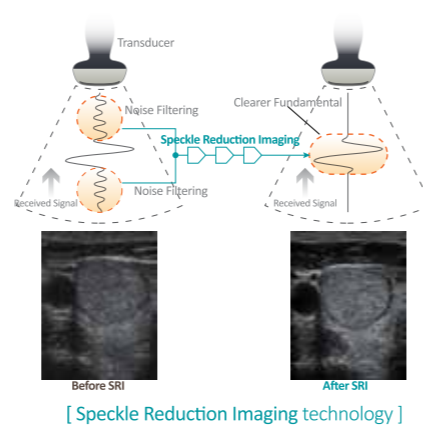 Transducer
Noise Filtering
Clearer Fundamental
Speckle Reduction Imaging
Noise Filtering
Received Signal
Received Signal
Before SRI
After SRI
[ Speckle Reduction Imaging technology ]